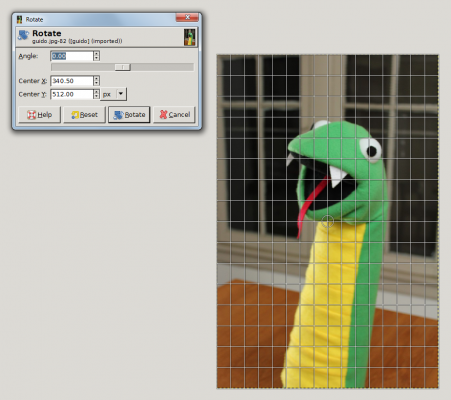 Rotate
Rotate
guido.jpg-82 ([guido] (imported))
Angle: 0.00
Center X: 340.50
Center Y: 512.00 px
Help Reset Rotate Cancel